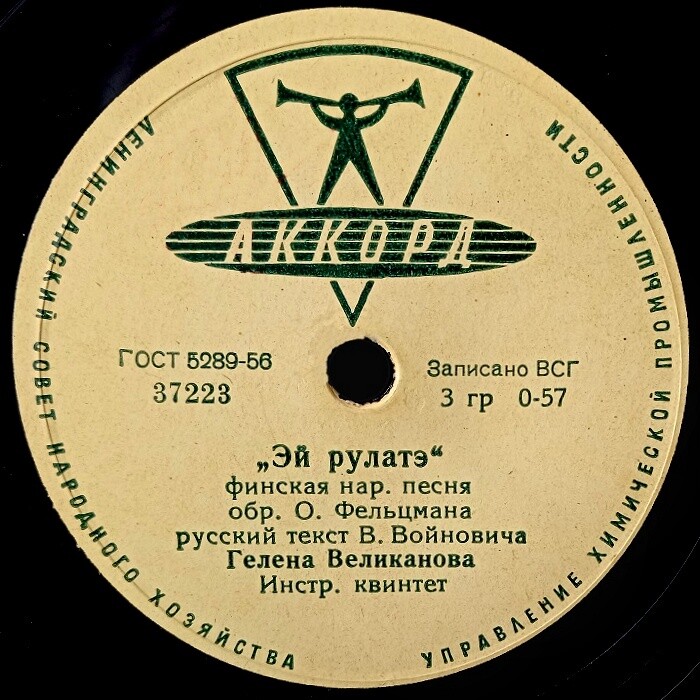 ЛЕНИНГРАДСКИЙ СОВЕТ НАРОДНОГО ХОЗЯЙСТВА
УПРАВЛЕНИЕ ХИМИЧЕСКОЙ ПРОМЫШЛЕННОСТИ
АККОРД
ГОСТ 5289-56
37223
Записано ВСГ
3 гр 0-57
„Эй рулатэ“
финская нар. песня
обр. О. Фельцмана
русский текст В. Войновича
Гелена Великанова
Инстр. квинтет